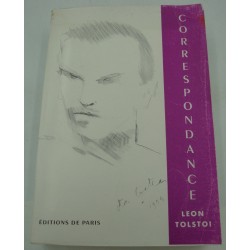 CORRESPONDANCE
LEON
TOLSTOI
EDITIONS DE PARIS